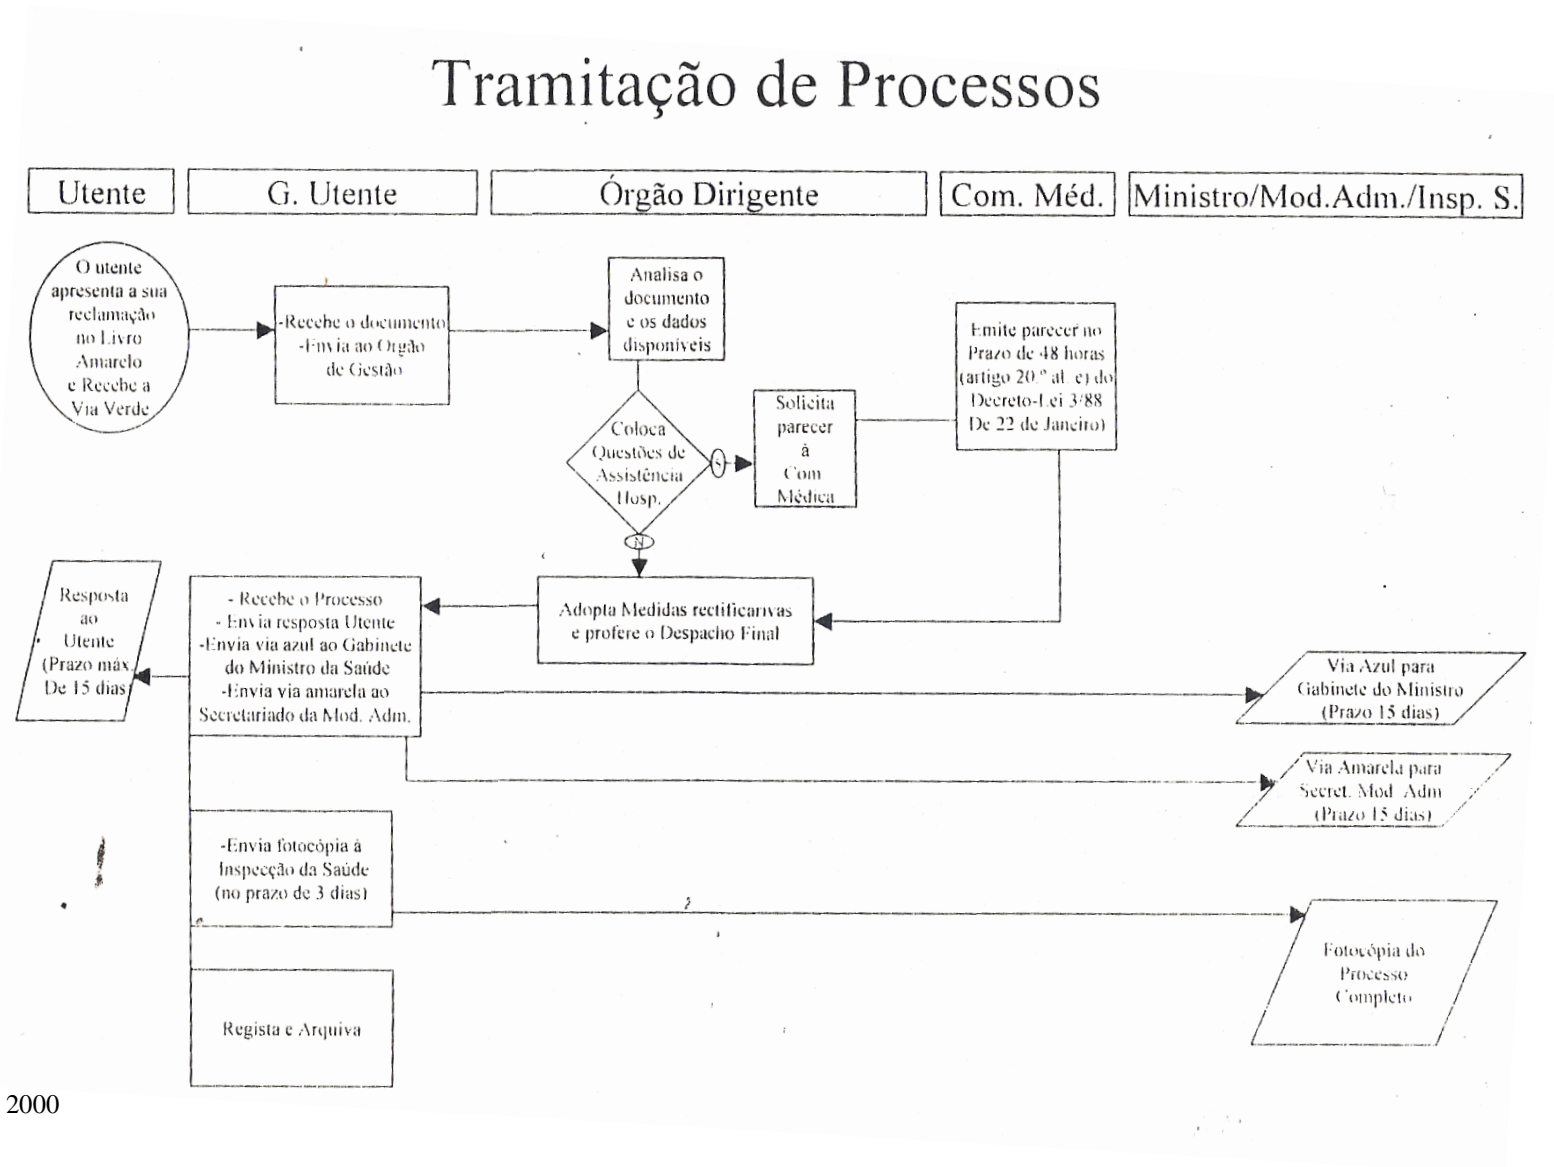 Tramitação de Processos
Utente
G. Utente
Órgão Dirigente
Com. Méd.
Ministro/Mod.Adm./Insp. S.
O utente
apresenta a sua
reclamação
no Livro
Amarelo
e Recebe a
Via Verde
-Recebe o documento
-Envia ao Orgão
de Gestão
Analisa o
documento
e os dados
disponíveis
Coloca
Questões de
Assistência
Hosp.
S
N
Solicita
parecer
à
Com
Médica
Emite parecer no
Prazo de 48 horas
(artigo 20.º al. e) do
Decreto-Lei 3/88
De 22 de Janeiro)
Adopta Medidas rectificarivas
e profere o Despacho Final
- Recebe o Processo
- Envia resposta Utente
-Envia via azul ao Gabinete
do Ministro da Saúde
-Envia via amarela ao
Secretariado da Mod. Adm.
Resposta
ao
Utente
(Prazo máx.
De 15 dias)
Via Azul para
Gabinete do Ministro
(Prazo 15 dias)
Via Amarela para
Secret. Mod. Adm
(Prazo 15 dias)
-Envia fotocópia à
Inspecção da Saúde
(no prazo de 3 dias)
Fotocópia do
Processo
Completo
Regista e Arquiva
2000